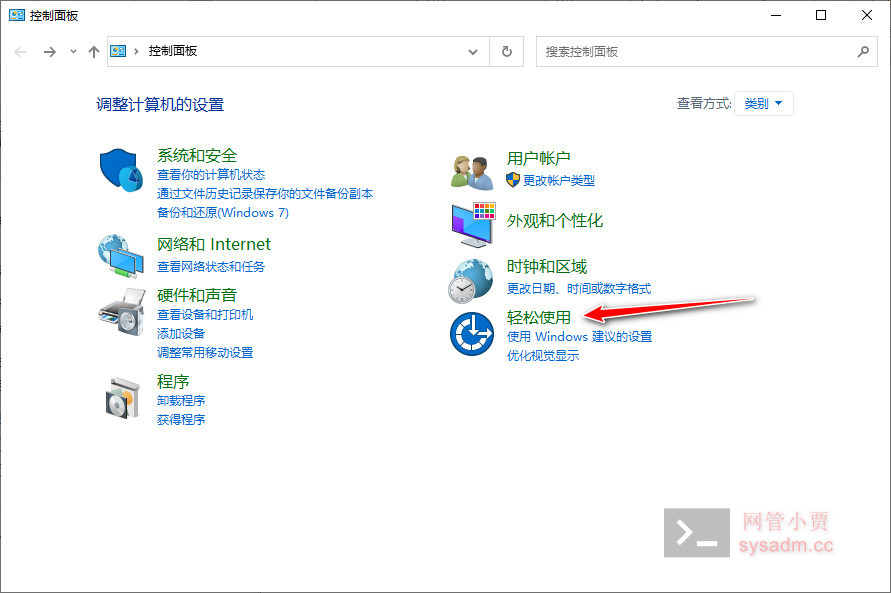 控制面板
控制面板
搜索控制面板
调整计算机的设置
查看方式: 类别
系统和安全
查看你的计算机状态
通过文件历史记录保存你的文件备份副本
备份和还原(Windows 7)
网络和 Internet
查看网络状态和任务
硬件和声音
查看设备和打印机
添加设备
调整常用移动设置
程序
卸载程序
获得程序
用户帐户
更改帐户类型
外观和个性化
时钟和区域
更改日期、时间或数字格式
轻松使用
使用 Windows 建议的设置
优化视觉显示
网管小贾
sysadm.cc